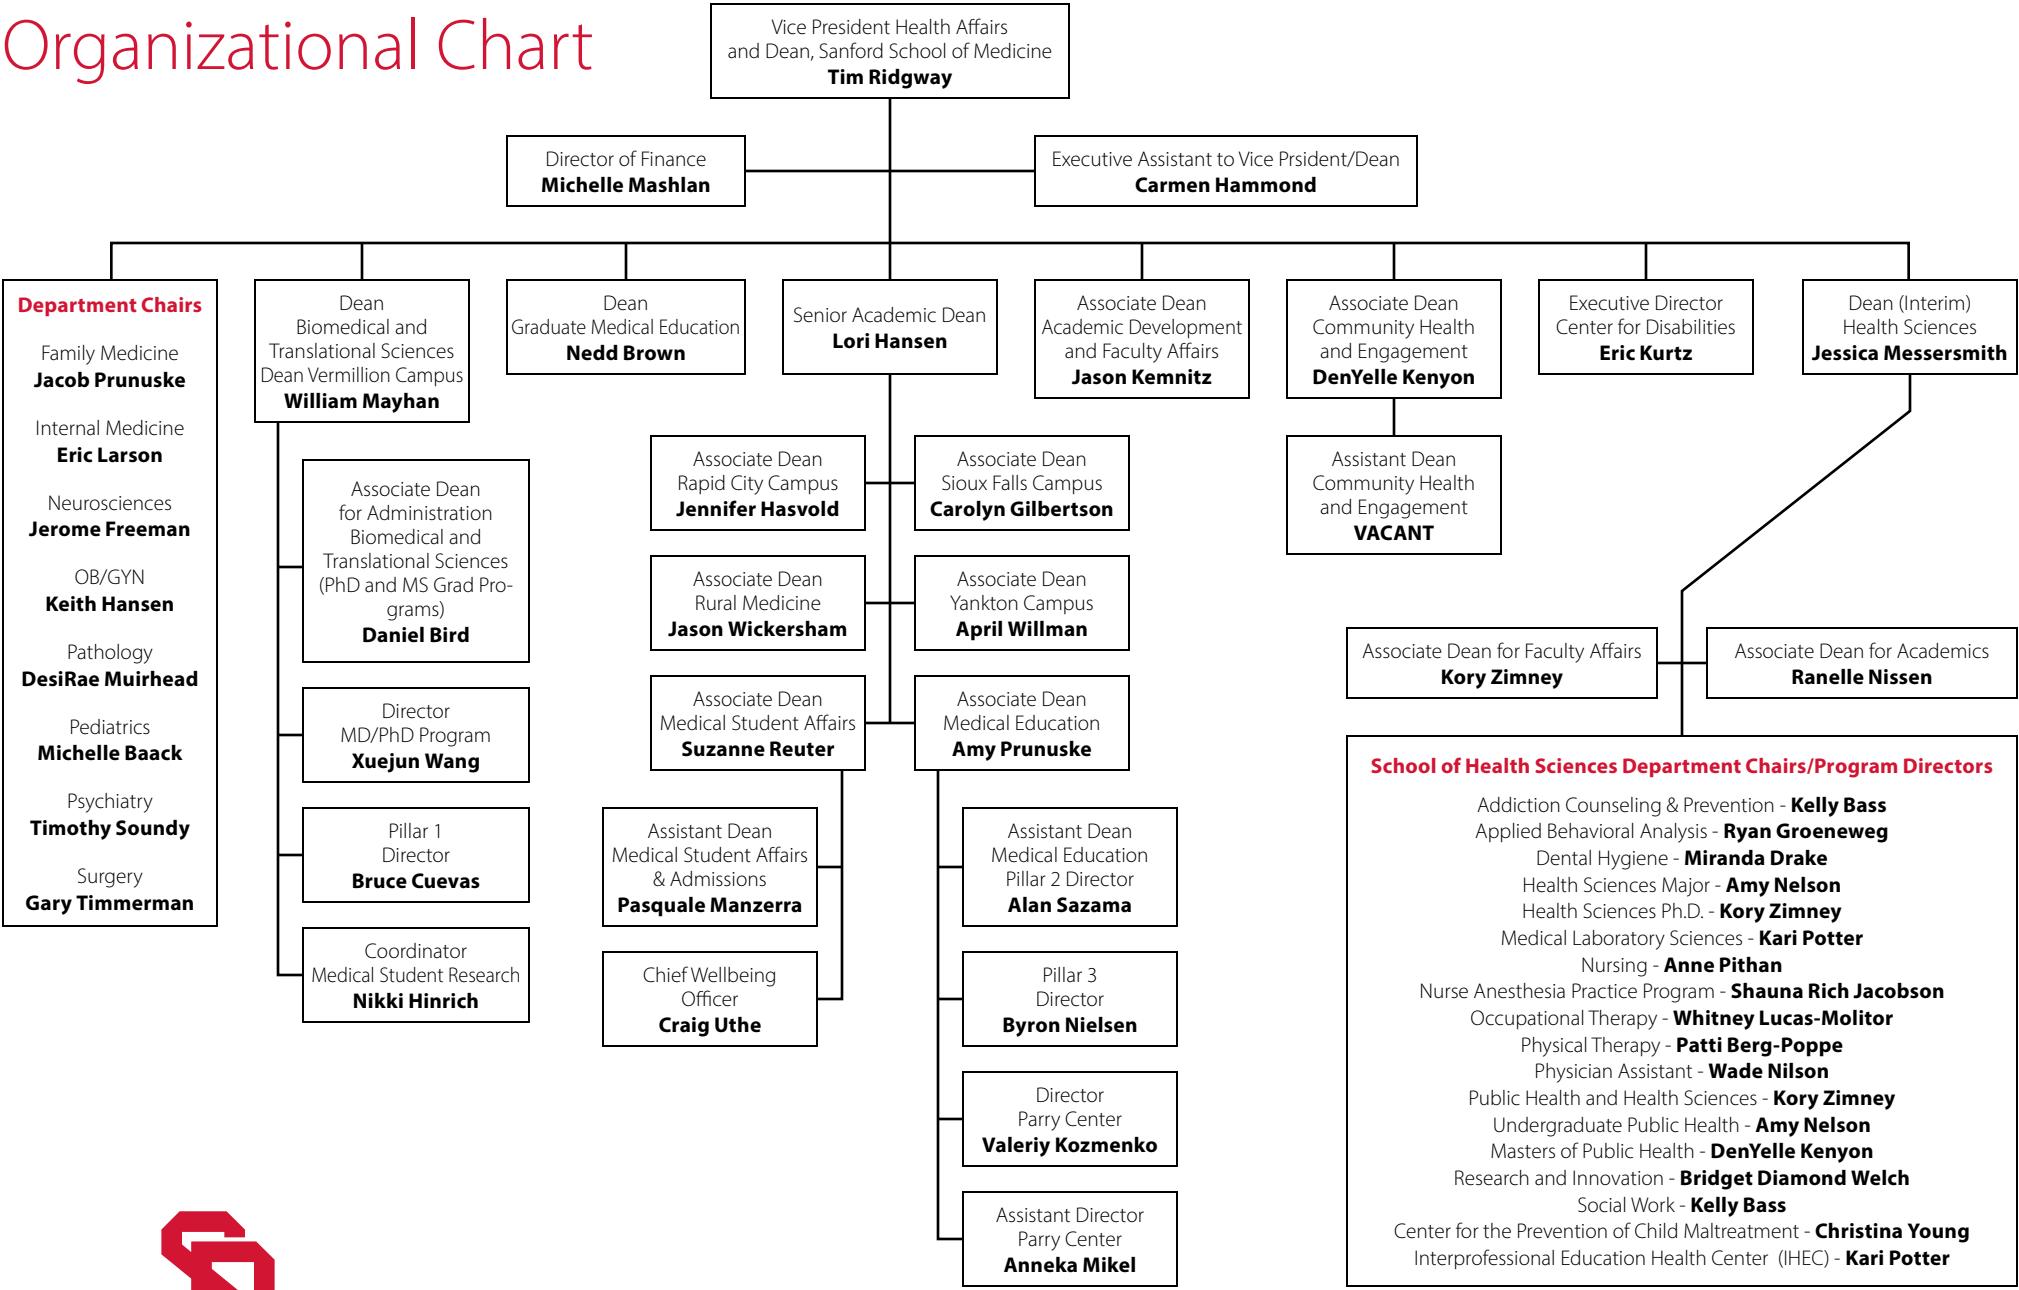 Organizational Chart
Vice President Health Affairs
and Dean, Sanford School of Medicine
Tim Ridgway
Director of Finance
Michelle Mashlan
Executive Assistant to Vice Prsident/Dean
Carmen Hammond
Department Chairs
Family Medicine
Jacob Prunuske
Internal Medicine
Eric Larson
Neurosciences
Jerome Freeman
OB/GYN
Keith Hansen
Pathology
DesiRae Muirhead
Pediatrics
Michelle Baack
Psychiatry
Timothy Soundy
Surgery
Gary Timmerman
Dean
Biomedical and
Translational Sciences
Dean Vermillion Campus
William Mayhan
Associate Dean
for Administration
Biomedical and
Translational Sciences
(PhD and MS Grad Pro-
grams)
Daniel Bird
Director
MD/PhD Program
Xuejun Wang
Pillar 1
Director
Bruce Cuevas
Coordinator
Medical Student Research
Nikki Hinrich
Dean
Graduate Medical Education
Nedd Brown
Senior Academic Dean
Lori Hansen
Associate Dean
Rapid City Campus
Jennifer Hasvold
Associate Dean
Sioux Falls Campus
Carolyn Gilbertson
Associate Dean
Rural Medicine
Jason Wickersham
Associate Dean
Yankton Campus
April Willman
Associate Dean
Medical Student Affairs
Suzanne Reuter
Associate Dean
Medical Education
Amy Prunuske
Assistant Dean
Medical Student Affairs
& Admissions
Pasquale Manzerra
Chief Wellbeing
Officer
Craig Uthe
Assistant Dean
Medical Education
Pillar 2 Director
Alan Sazama
Pillar 3
Director
Byron Nielsen
Director
Parry Center
Valeriy Kozmenko
Assistant Director
Parry Center
Anneka Mikel
Associate Dean
Academic Development
and Faculty Affairs
Jason Kemnitz
Associate Dean
Community Health
and Engagement
DenYelle Kenyon
Assistant Dean
Community Health
and Engagement
VACANT
Executive Director
Center for Disabilities
Eric Kurtz
Dean (Interim)
Health Sciences
Jessica Messersmith
Associate Dean for Faculty Affairs
Kory Zimney
Associate Dean for Academics
Ranelle Nissen
School of Health Sciences Department Chairs/Program Directors
Addiction Counseling & Prevention - Kelly Bass
Applied Behavioral Analysis - Ryan Groeneweg
Dental Hygiene - Miranda Drake
Health Sciences Major - Amy Nelson
Health Sciences Ph.D. - Kory Zimney
Medical Laboratory Sciences - Kari Potter
Nursing - Anne Pithan
Nurse Anesthesia Practice Program - Shauna Rich Jacobson
Occupational Therapy - Whitney Lucas-Molitor
Physical Therapy - Patti Berg-Poppe
Physician Assistant - Wade Nilson
Public Health and Health Sciences - Kory Zimney
Undergraduate Public Health - Amy Nelson
Masters of Public Health - DenYelle Kenyon
Research and Innovation - Bridget Diamond Welch
Social Work - Kelly Bass
Center for the Prevention of Child Maltreatment - Christina Young
Interprofessional Education Health Center (IHEC) - Kari Potter